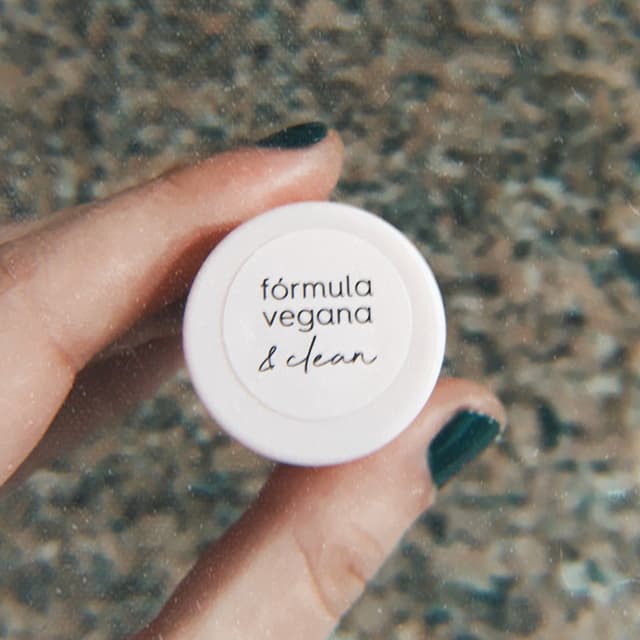 fórmula
vegana
& clean